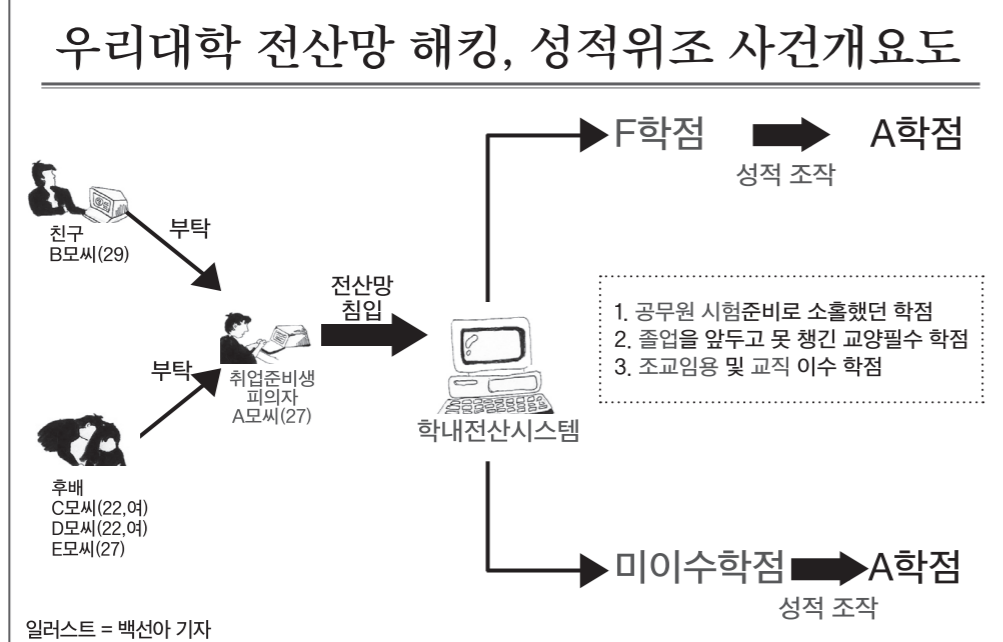 우리대학 전산망 해킹, 성적위조 사건개요도
친구
B모씨(29)
부탁
후배
C모씨(22,여)
D모씨(22,여)
E모씨(27)
부탁
취업준비생
피의자
A모씨(27)
전산망
침입
학내전산시스템
F학점
성적 조작
A학점
1. 공무원 시험준비로 소홀했던 학점
2. 졸업을 앞두고 못 챙긴 교양필수 학점
3. 조교임용 및 교직 이수 학점
미이수학점
성적 조작
A학점
일러스트 = 백선아 기자